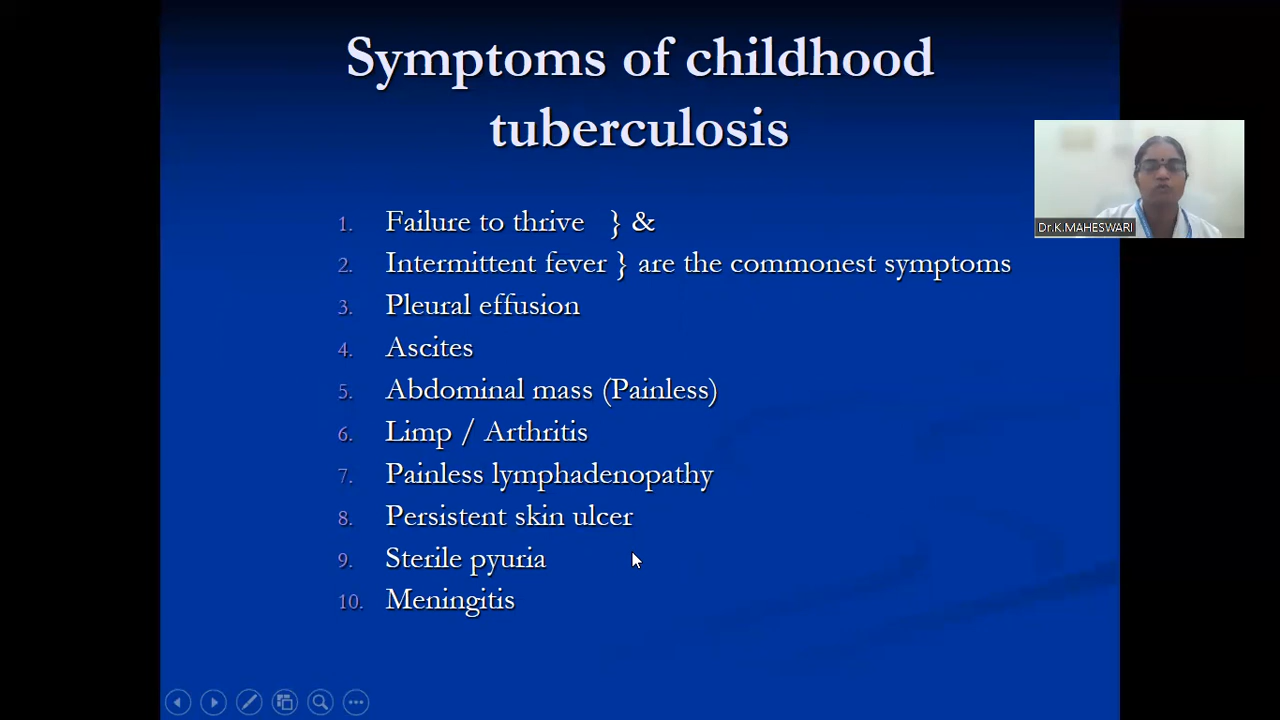 Symptoms of childhood
tuberculosis
Dr.K.MAHESWARI
1. Failure to thrive } &
2. Intermittent fever } are the commonest symptoms
3. Pleural effusion
4. Ascites
5. Abdominal mass (Painless)
6. Limp / Arthritis
7. Painless lymphadenopathy
8. Persistent skin ulcer
9. Sterile pyuria
10. Meningitis